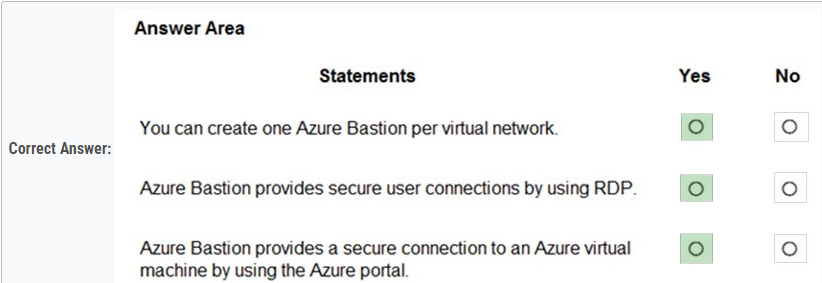 Answer Area
Statements Yes No
You can create one Azure Bastion per virtual network.
Correct Answer:
Azure Bastion provides secure user connections by using RDP.
Azure Bastion provides a secure connection to an Azure virtual
machine by using the Azure portal.